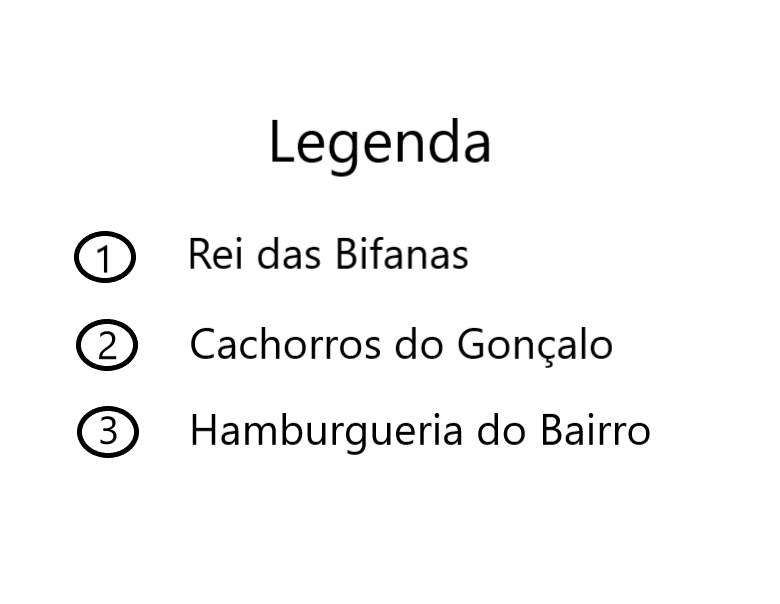 Legenda
1 Rei das Bifanas
2 Cachorros do Gonçalo
3 Hamburgueria do Bairro